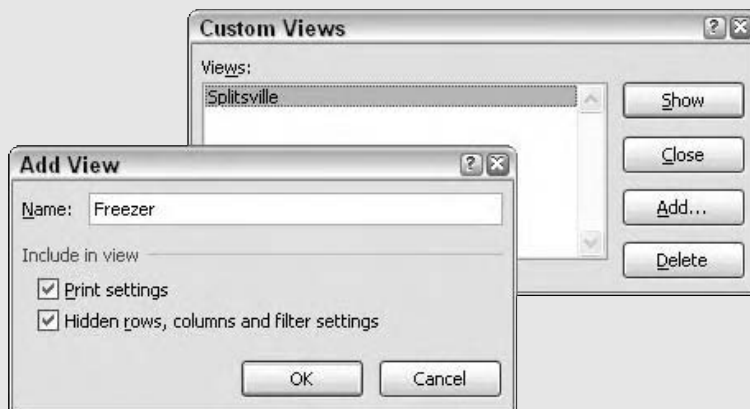 Custom Views
Views:
Splitsville
Show
Close
Add...
Delete
Add View
Name: Freezer
Include in view
Print settings
Hidden rows, columns and filter settings
OK
Cancel